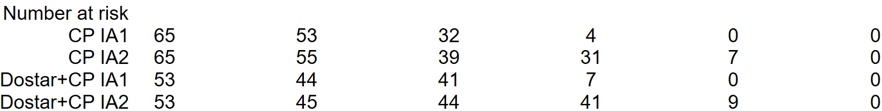 Number at risk
CP IA1 65 53 32 4 0 0
CP IA2 65 55 39 31 7 0
Dostar+CP IA1 53 44 41 7 0 0
Dostar+CP IA2 53 45 44 41 9 0